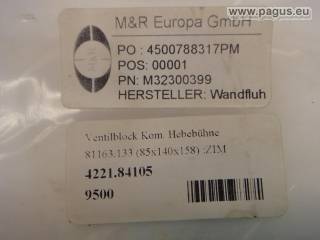 www.pagus.eu
M&R Europa GmbH
M&R
PO : 4500788317PM
POS: 00001
PN: M32300399
HERSTELLER: Wandfluh
Ventilblock Kom. Hebebühne
81163.133 (85x140x158) :ZIM
4221.84105
9500